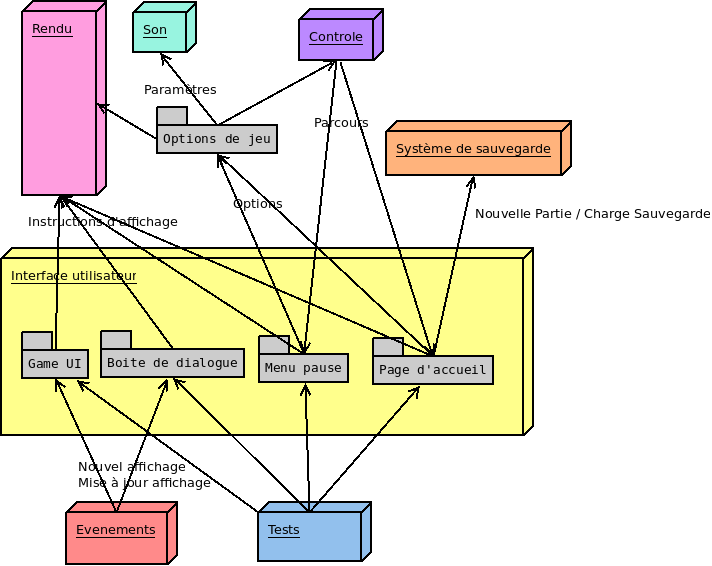 Rendu
Son
Controle
Paramètres
Options de jeu
Parcours
Système de sauvegarde
Options
Nouvelle Partie / Charge Sauvegarde
Instructions d'affichage
Interface utilisateur
Game UI
Boite de dialogue
Menu pause
Page d'accueil
Nouvel affichage
Mise à jour affichage
Evenements
Tests